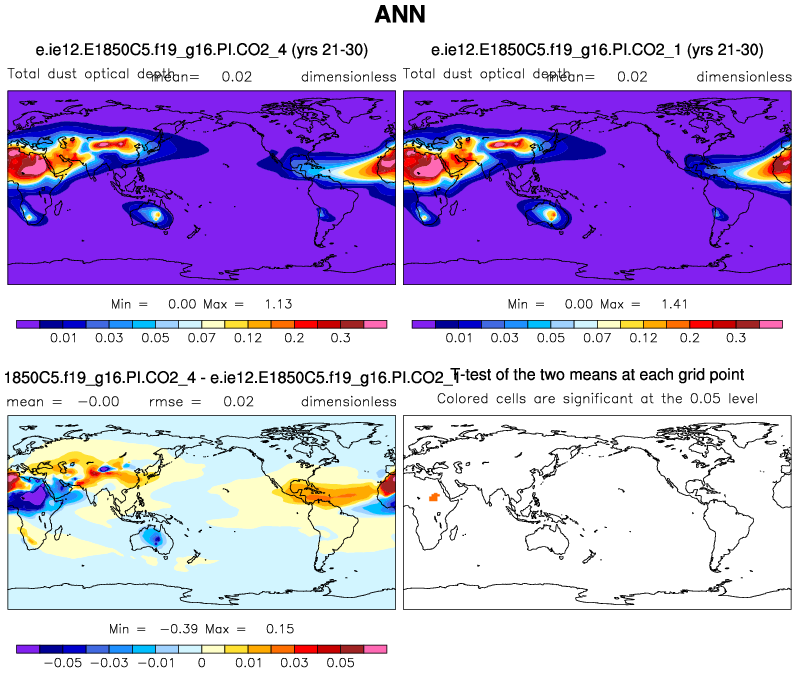 ANN
e.ie12.E1850C5.f19_g16.PI.CO2_4 (yrs 21-30)
Total dust optical depth mean= 0.02 dimensionless
Min = 0.00 Max = 1.13
0.01 0.03 0.05 0.07 0.12 0.2 0.3
e.ie12.E1850C5.f19_g16.PI.CO2_1 (yrs 21-30)
Total dust optical depth mean= 0.02 dimensionless
Min = 0.00 Max = 1.41
0.01 0.03 0.05 0.07 0.12 0.2 0.3
1850C5.f19_g16.PI.CO2_4 - e.ie12.E1850C5.f19_g16.PI.CO2_1
mean = -0.00 rmse = 0.02 dimensionless
Min = -0.39 Max = 0.15
-0.05 -0.03 -0.01 0 0.01 0.03 0.05
T-test of the two means at each grid point
Colored cells are significant at the 0.05 level